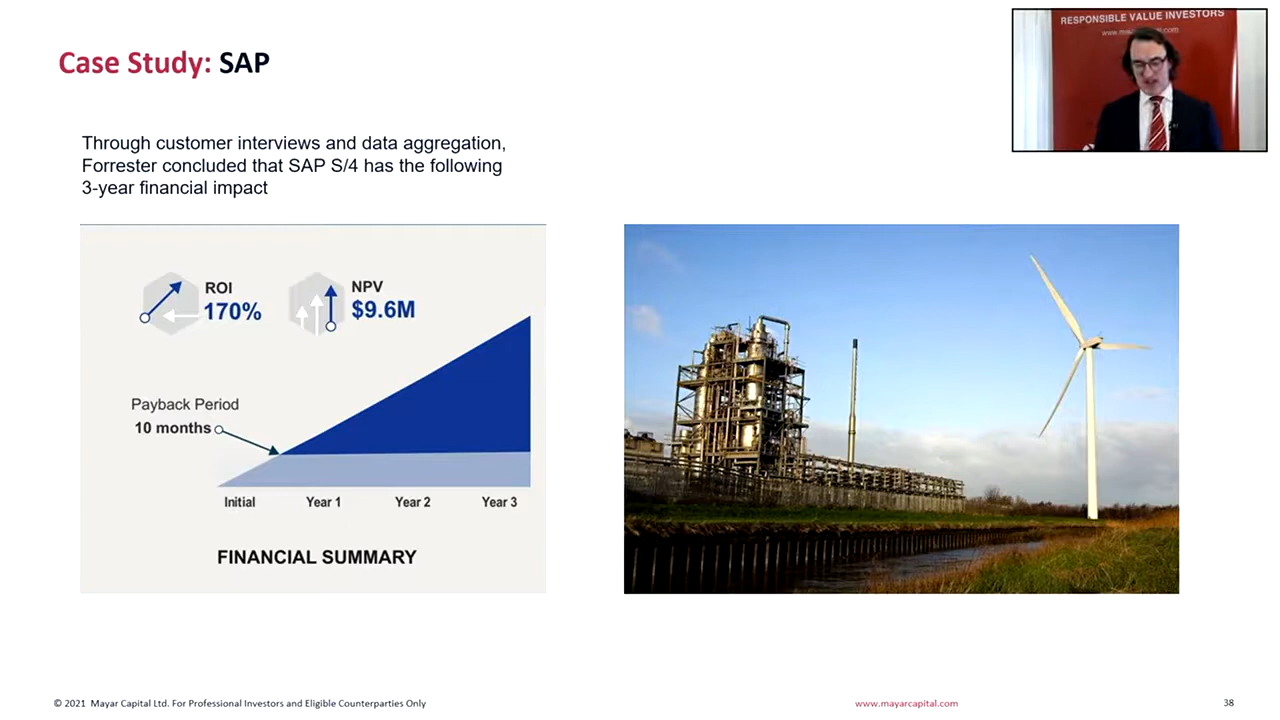 RESPONSIBLE VALUE INVESTORS
Case Study: SAP
Through customer interviews and data aggregation,
Forrester concluded that SAP S/4 has the following
3-year financial impact
ROI
170%
NPV
$9.6M
Payback Period
10 months
Initial Year 1 Year 2 Year 3
FINANCIAL SUMMARY
© 2021 Mayar Capital Ltd. For Professional Investors and Eligible Counterparties Only
www.mayarcapital.com
38